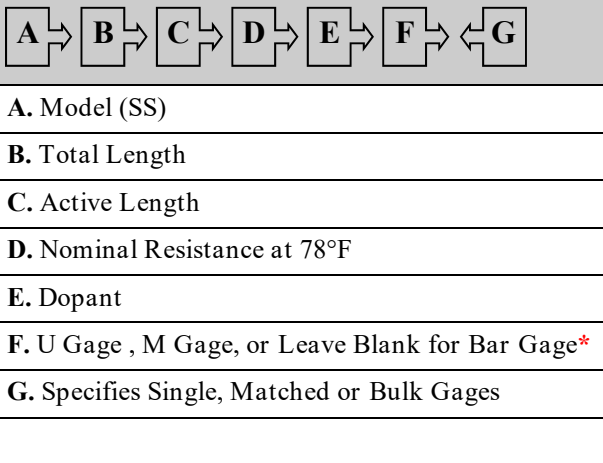 A B C D E F G
A. Model (SS)
B. Total Length
C. Active Length
D. Nominal Resistance at 78°F
E. Dopant
F. U Gage , M Gage, or Leave Blank for Bar Gage*
G. Specifies Single, Matched or Bulk Gages